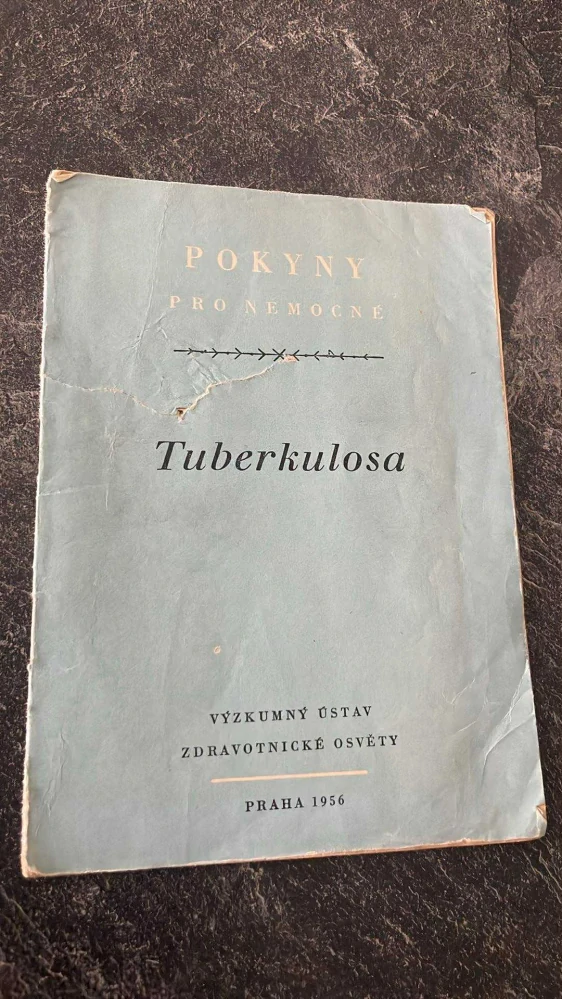 POKYNY
PRO NEMOCNÉ
Tuberkulosa
VÝZKUMNÝ ÚSTAV
ZDRAVOTNICKÉ OSVĚTY
PRAHA 1956